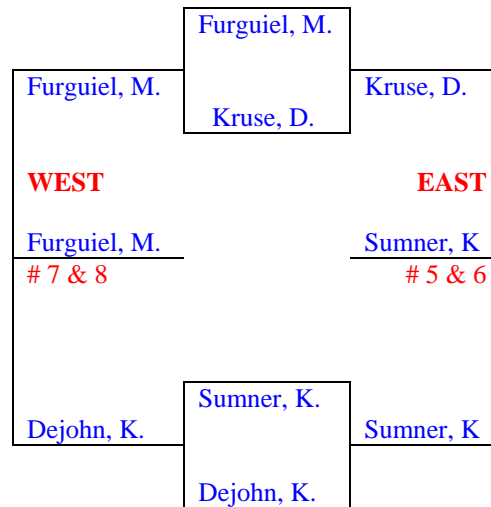 Furguiel, M.
Furguiel, M.
Kruse, D.
Kruse, D.
WEST
EAST
Furguiel, M.
Sumner, K
# 7 & 8
# 5 & 6
Sumner, K.
Dejohn, K.
Sumner, K
Dejohn, K.